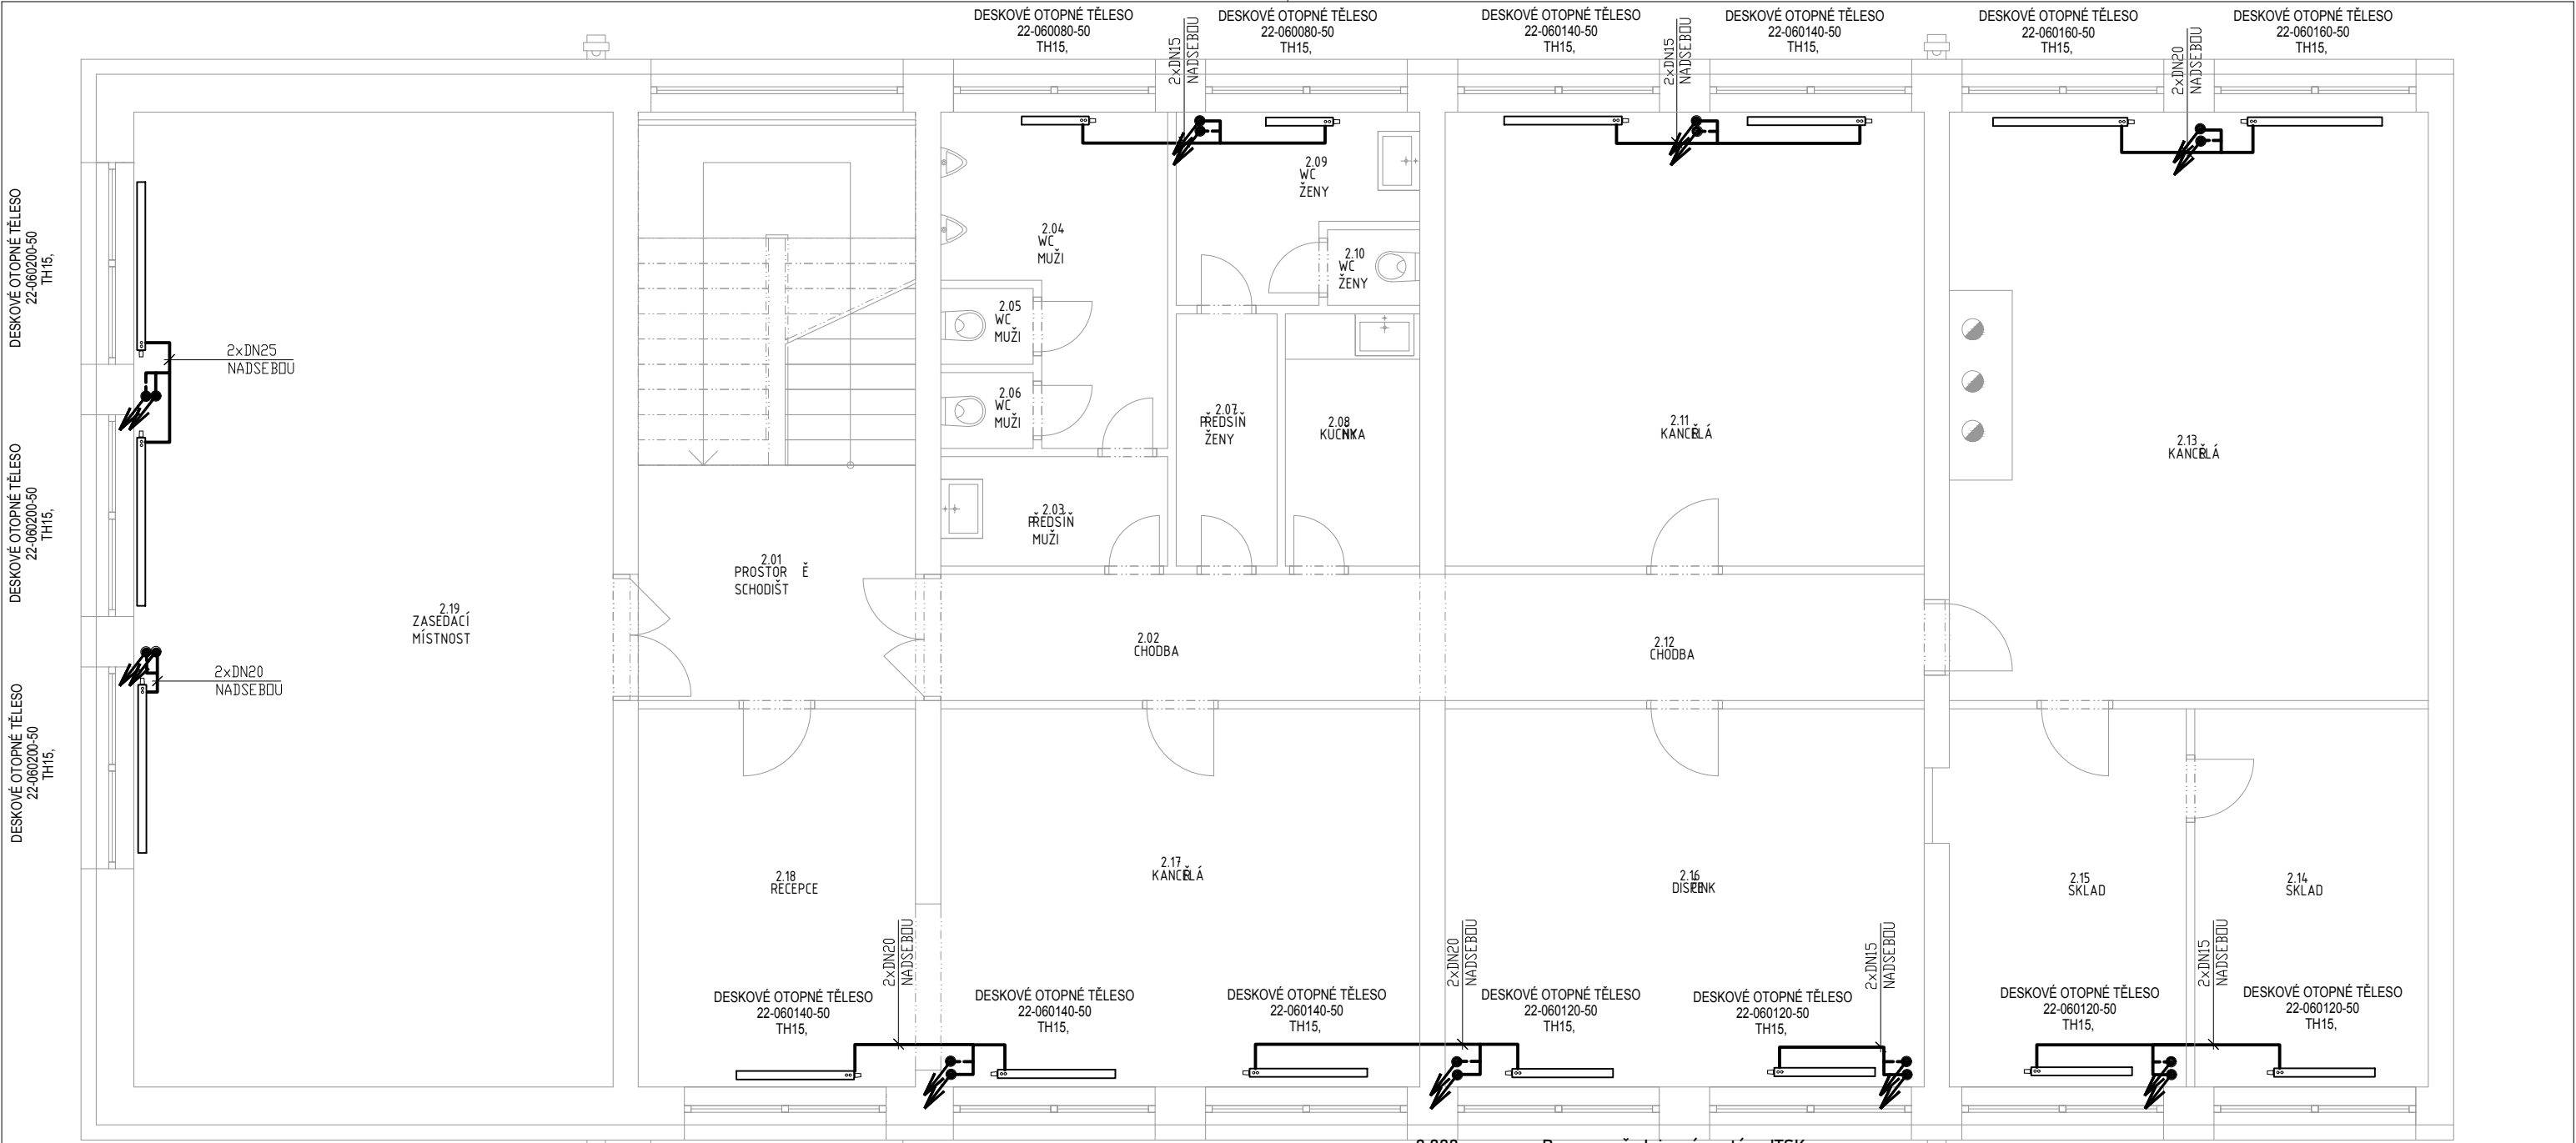 DESKOVÉ OTOPNÉ TĚLESO
22-060080-50
TH15,
2xDN15
NADSEBOU
DESKOVÉ OTOPNÉ TĚLESO
22-060080-50
TH15,
DESKOVÉ OTOPNÉ TĚLESO
22-060140-50
TH15,
2xDN15
NADSEBOU
DESKOVÉ OTOPNÉ TĚLESO
22-060140-50
TH15,
DESKOVÉ OTOPNÉ TĚLESO
22-060160-50
TH15,
2xDN20
NADSEBOU
DESKOVÉ OTOPNÉ TĚLESO
22-060160-50
TH15,
DESKOVÉ OTOPNÉ TĚLESO
22-060200-50
TH15,
2xDN25
NADSEBOU
DESKOVÉ OTOPNÉ TĚLESO
22-060200-50
TH15,
2xDN20
NADSEBOU
DESKOVÉ OTOPNÉ TĚLESO
22-060200-50
TH15,
2.19
ZASEDACÍ
MÍSTNOST
2.01
PROSTOR Ě
SCHODIŠT
2.04
WC
MUŽI
2.05
WC
MUŽI
2.06
WC
MUŽI
2.03
MUŽI
2.09
WC
ŽENY
2.10
WC
ŽENY
2.07
ŽENY
2.08
2.11
2.13
2.02
CHODBA
2.12
CHODBA
2.18
RECEPCE
2.17
2.16
2.15
SKLAD
2.14
SKLAD
2xDN20
NADSEBOU
2xDN20
NADSEBOU
2xDN15
NADSEBOU
2xDN15
NADSEBOU
DESKOVÉ OTOPNÉ TĚLESO
22-060140-50
TH15,
DESKOVÉ OTOPNÉ TĚLESO
22-060140-50
TH15,
DESKOVÉ OTOPNÉ TĚLESO
22-060140-50
TH15,
DESKOVÉ OTOPNÉ TĚLESO
22-060120-50
TH15,
DESKOVÉ OTOPNÉ TĚLESO
22-060120-50
TH15,
DESKOVÉ OTOPNÉ TĚLESO
22-060120-50
TH15,
DESKOVÉ OTOPNÉ TĚLESO
22-060120-50
TH15,